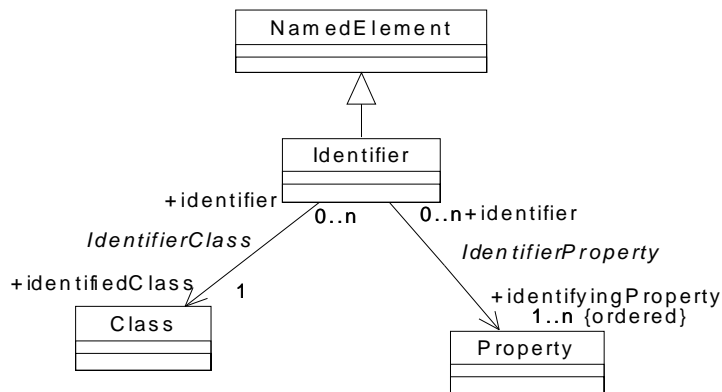 NamedElement
Identifier
+identifier
0..n
0..n
+identifier
IdentifierClass
IdentifierProperty
+identifiedClass
1
+identifyingProperty
1..n {ordered}
Class
Property